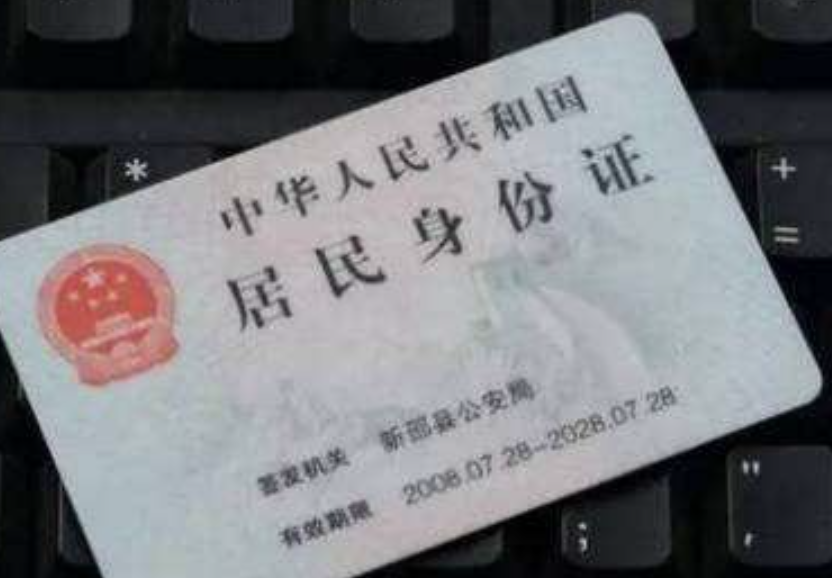 中华人民共和国
居民身份证
签发机关 新邵县公安局
有效期限 2008.07.28-2028.07.28
*
+
=
"
'
;